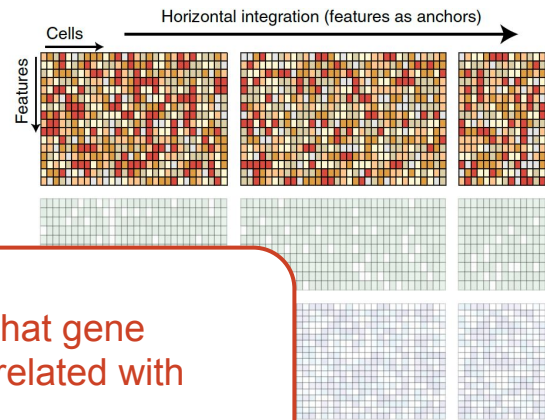 Horizontal integration (features as anchors)
Cells
Features
hat gene
related with